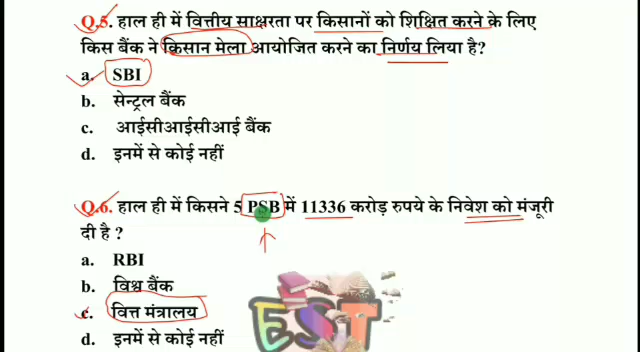 Q.5. हाल ही में वित्तीय साक्षरता पर किसानों को शिक्षित करने के लिए
किस बैंक ने किसान मेला आयोजित करने का निर्णय लिया है?
a. SBI
b. सेन्ट्रल बैंक
c. आईसीआईसीआई बैंक
d. इनमें से कोई नहीं
Q.6. हाल ही में किसने 5 PSB में 11336 करोड़ रुपये के निवेश को मंजूरी
दी है ?
a. RBI
b. विश्व बैंक
c. वित्त मंत्रालय
d. इनमें से कोई नहीं
EST